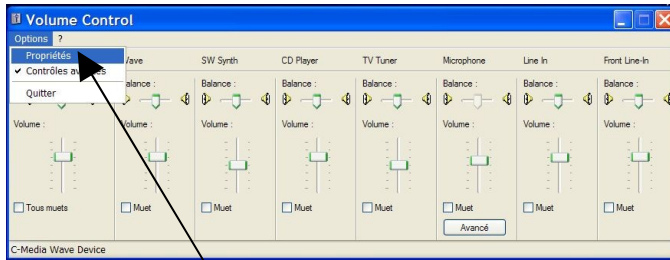 Volume Control
Options ?
Propriétés
Contrôles
Quitter
Wave SW Synth CD Player TV Tuner Microphone Line In Front Line-In
Balance : Balance : Balance : Balance : Balance : Balance : Balance :
Volume : Volume : Volume : Volume : Volume : Volume : Volume : Volume :
Tous muets Muet Muet Muet Muet Muet Muet Muet
Avancé
C-Media Wave Device